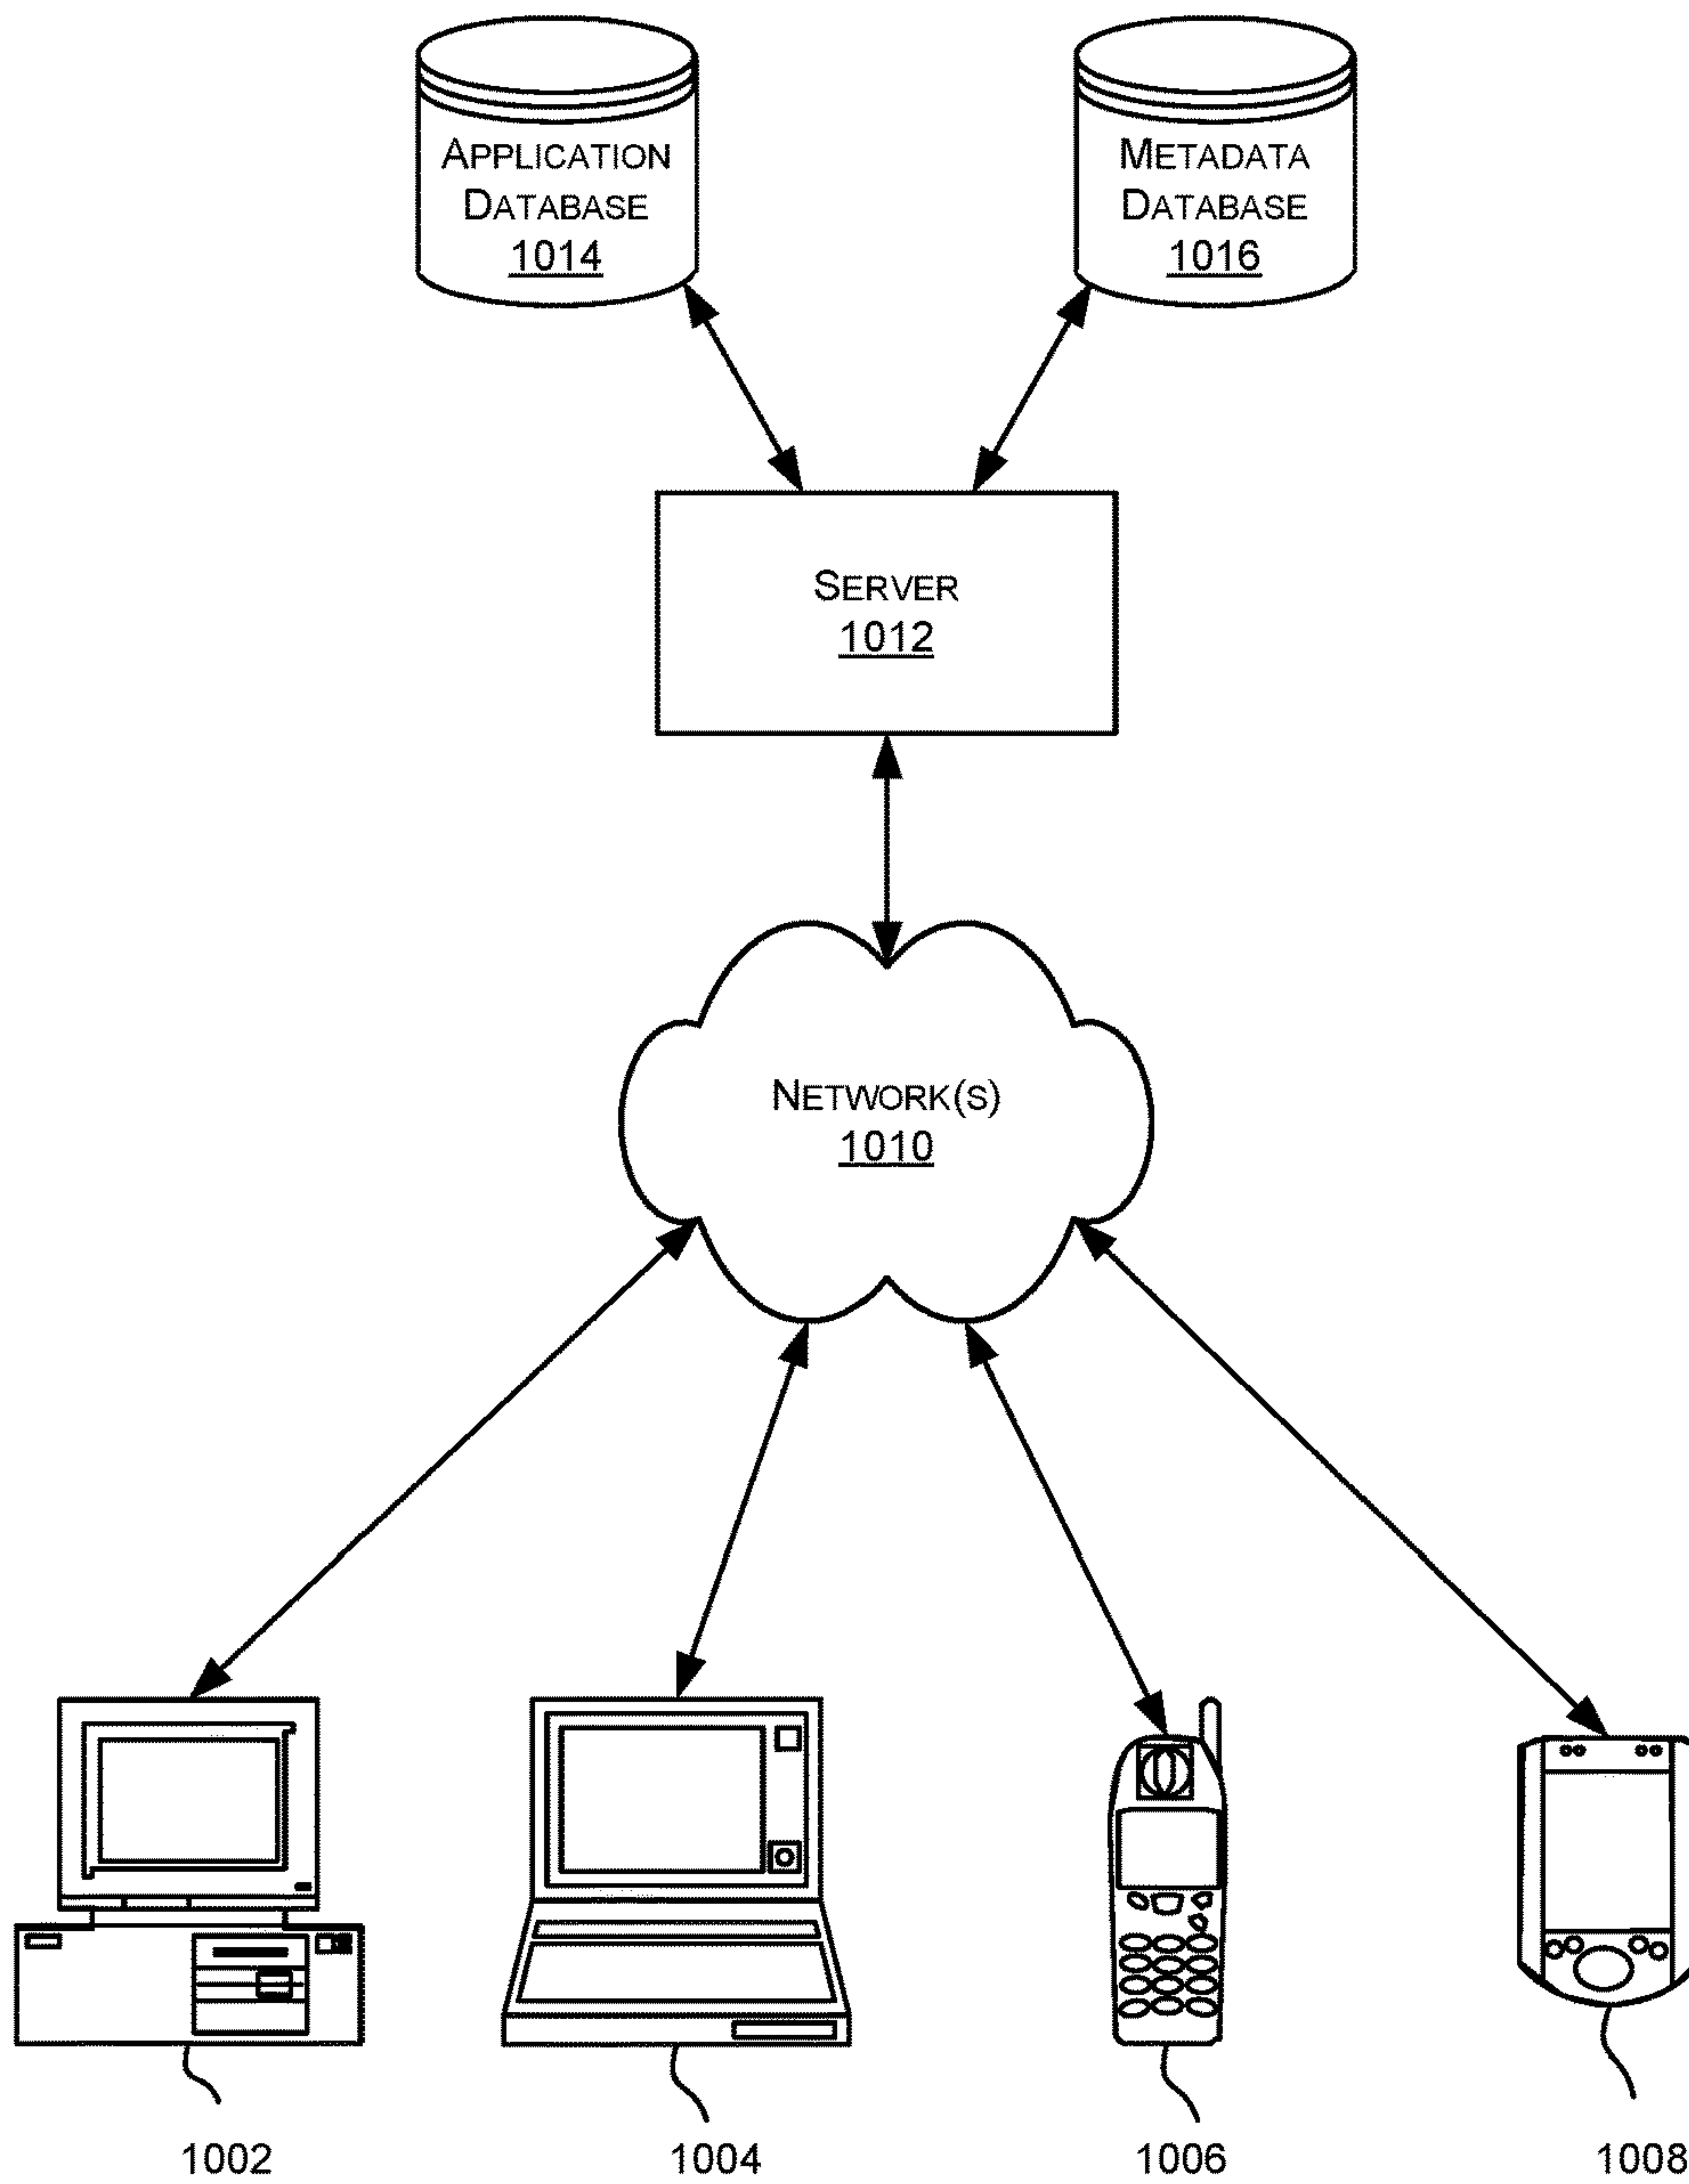 APPLICATION
DATABASE
1014
METADATA
DATABASE
1016
SERVER
1012
NETWORK(S)
1010
1002
1004
1006
1008